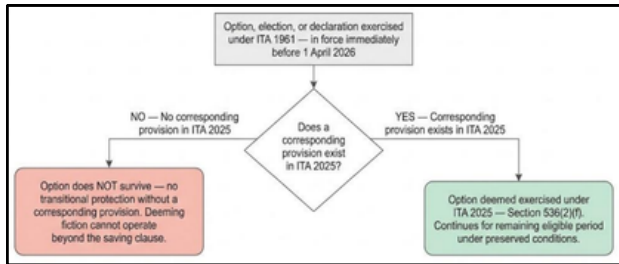 Option, election, or declaration exercised
under ITA 1961 — in force immediately
before 1 April 2026
NO — No corresponding
provision in ITA 2025
YES — Corresponding
provision exists in ITA 2025
Does a
corresponding
provision exist
in ITA 2025?
Option does NOT survive — no
transitional protection without a
corresponding provision. Deeming
fiction cannot operate
beyond the saving clause.
Option deemed exercised under
ITA 2025 — Section 536(2)(f).
Continues for remaining eligible period
under preserved conditions.